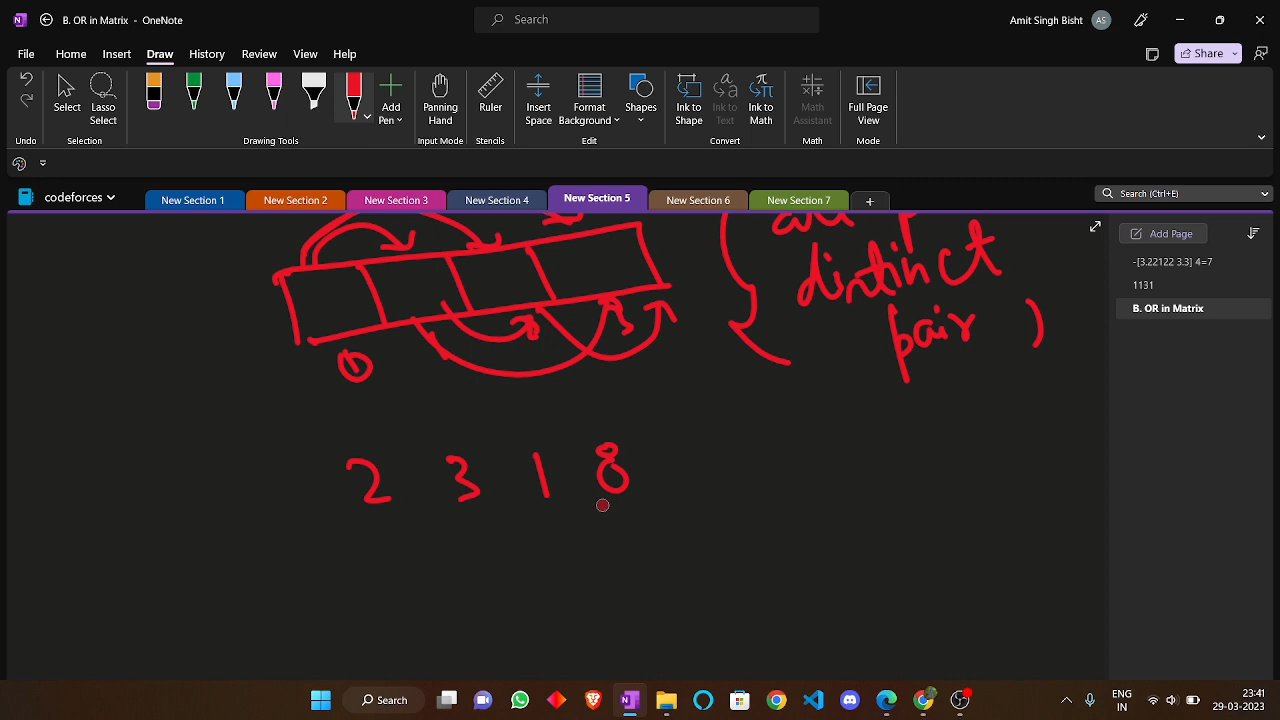 B. OR in Matrix - OneNote
Search
Amit Singh Bisht
AS
File Home Insert Draw History Review View Help
Share
Undo
Select
Lasso Select
Add Pen
Panning Hand
Ruler
Insert Space
Format Background
Shapes
Ink to Shape
Ink to Text
Ink to Math
Math Assistant
Full Page View
Selection
Drawing Tools
Input Mode
Stencils
Edit
Convert
Math
Mode
codeforces
New Section 1
New Section 2
New Section 3
New Section 4
New Section 5
New Section 6
New Section 7
+
Search (Ctrl+E)
Add Page
-[3.22122 3.3] 4=7
1131
B. OR in Matrix
distinct
pair )
1
2 3 1 8
Search
ENG
IN
23:41
29-03-2023